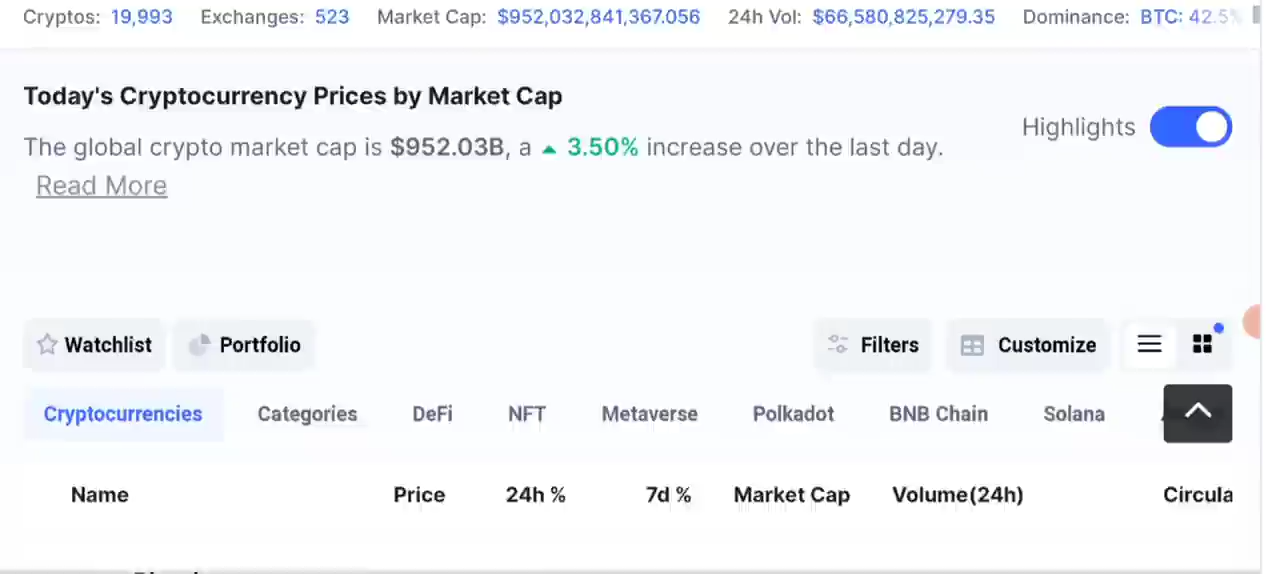 Cryptos: 19,993 Exchanges: 523 Market Cap: $952,032,841,367.056 24h Vol: $66,580,825,279.35 Dominance: BTC: 42.5%
Today's Cryptocurrency Prices by Market Cap
The global crypto market cap is $952.03B, a ▲ 3.50% increase over the last day.
Highlights
Read More
Watchlist Portfolio Filters Customize
Cryptocurrencies Categories DeFi NFT Metaverse Polkadot BNB Chain Solana
Name Price 24h % 7d % Market Cap Volume(24h) Circula